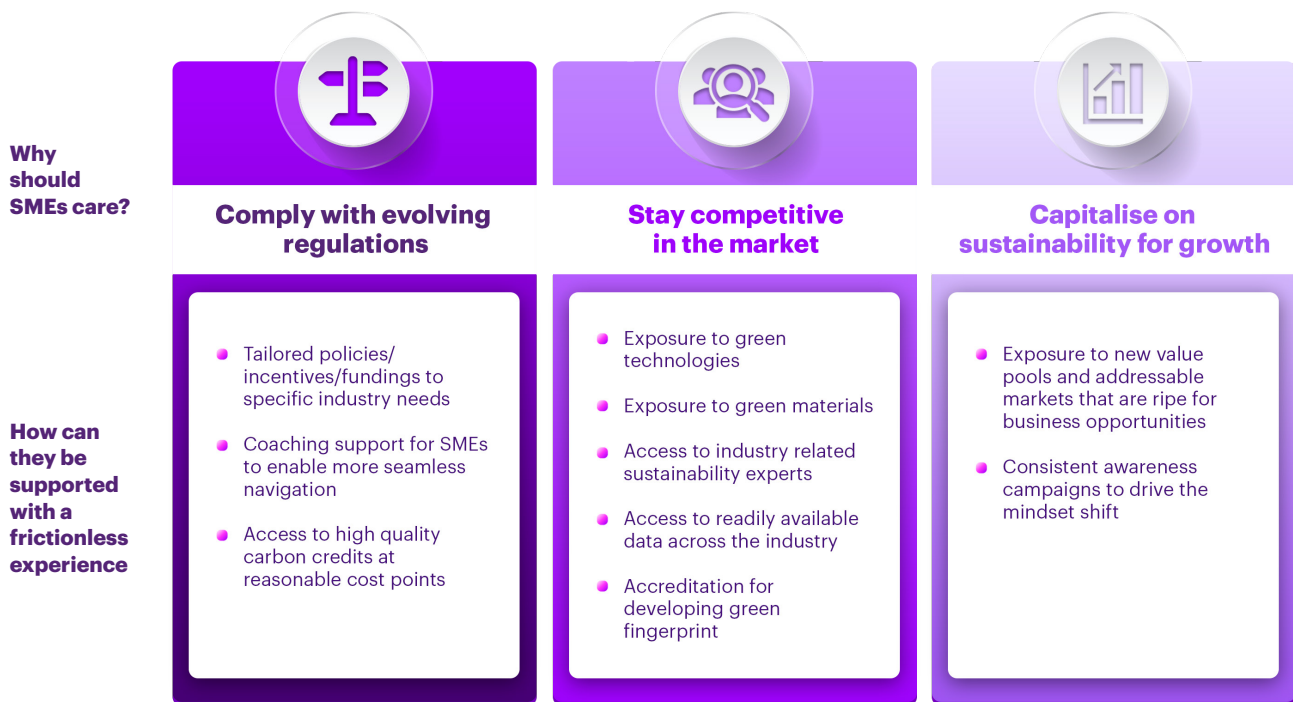 Why
should
SMEs care?
Comply with evolving
regulations
Stay competitive
in the market
Capitalise on
sustainability for growth
How can
they be
supported
with a
frictionless
experience
Tailored policies/
incentives/fundings to
specific industry needs
Coaching support for SMEs
to enable more seamless
navigation
Access to high quality
carbon credits at
reasonable cost points
Exposure to green
technologies
Exposure to green materials
Access to industry related
sustainability experts
Access to readily available
data across the industry
Accreditation for
developing green
fingerprint
Exposure to new value
pools and addressable
markets that are ripe for
business opportunities
Consistent awareness
campaigns to drive the
mindset shift